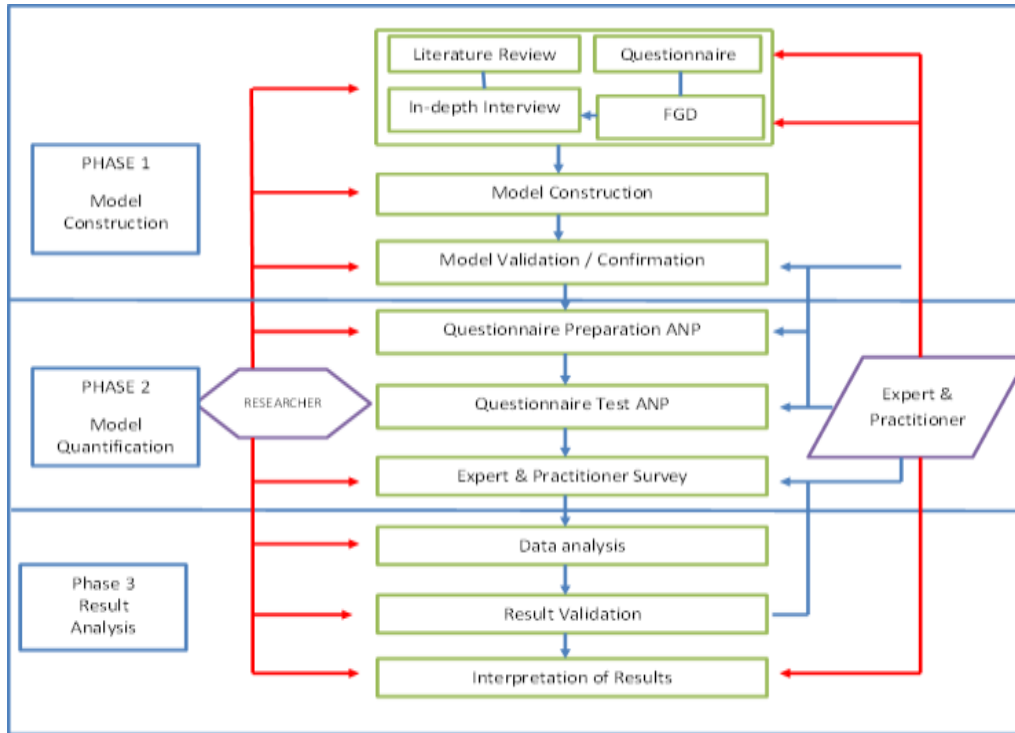 Literature Review
Questionnaire
In-depth Interview
FGD
PHASE 1
Model
Construction
Model Construction
Model Validation / Confirmation
Questionnaire Preparation ANP
PHASE 2
Model
Quantification
RESEARCHER
Questionnaire Test ANP
Expert &
Practitioner
Expert & Practitioner Survey
Data analysis
Phase 3
Result
Analysis
Result Validation
Interpretation of Results